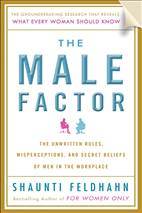 THE GROUNDBREAKING RESEARCH THAT REVEALS
WHAT EVERY WOMAN SHOULD KNOW
THE
MALE
FACTOR
THE UNWRITTEN RULES,
MISPERCEPTIONS, AND SECRET BELIEFS
OF MEN IN THE WORKPLACE
SHAUNTI FELDHAHN
Bestselling Author of FOR WOMEN ONLY